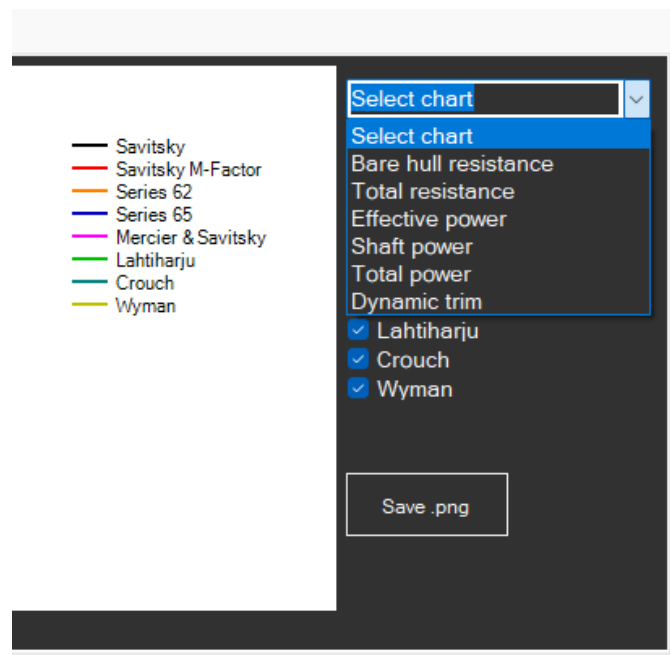 Savitsky
Savitsky M-Factor
Series 62
Series 65
Mercier & Savitsky
Lahtiharju
Crouch
Wyman
Select chart
Select chart
Bare hull resistance
Total resistance
Effective power
Shaft power
Total power
Dynamic trim
Lahtiharju
Crouch
Wyman
Save .png